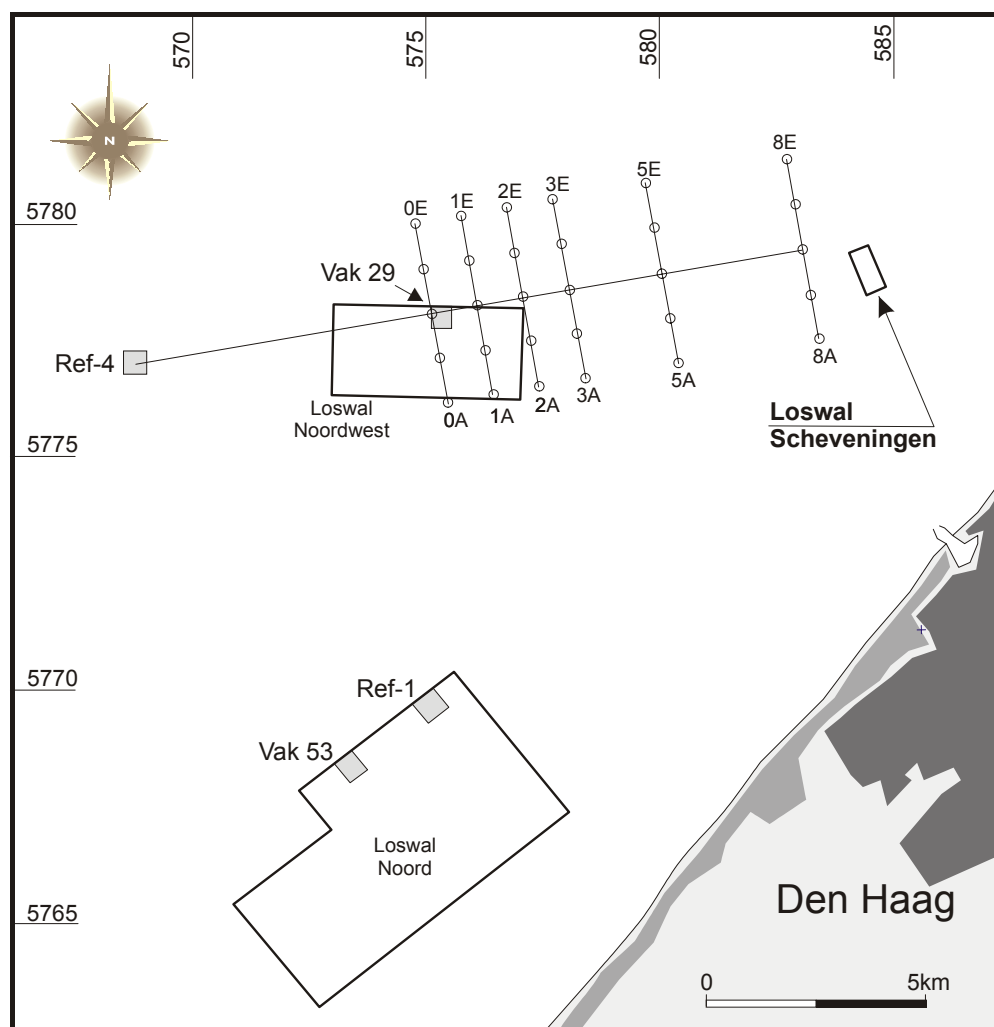 570
575
580
585
N
8E
5E
3E
2E
1E
0E
5780
Vak 29
Ref-4
Loswal
Noordwest
0A
1A
2A
3A
5A
8A
Loswal
Scheveningen
5775
5770
Ref-1
Vak 53
Loswal
Noord
5765
Den Haag
0
5km